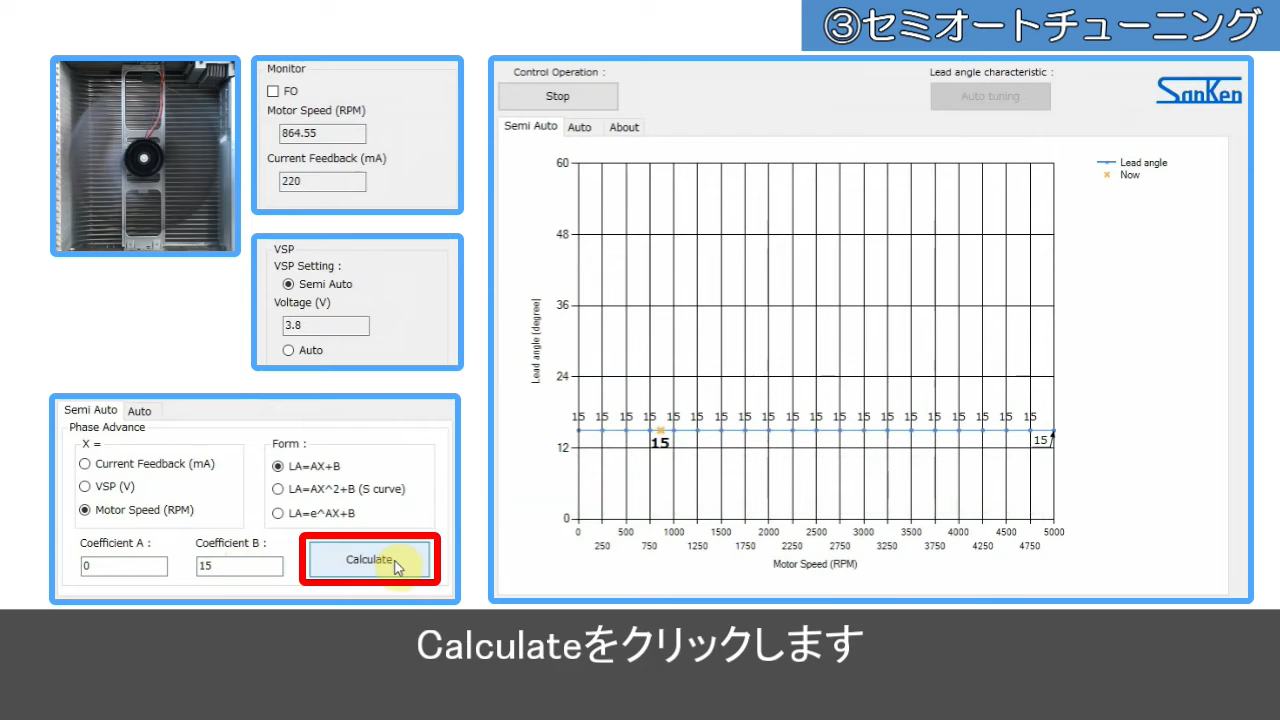 ③セミオートチューニング
Monitor
FO
Motor Speed (RPM)
864.55
Current Feedback (mA)
220
VSP
VSP Setting :
Semi Auto
Voltage (V)
3.8
Auto
Semi Auto Auto
Phase Advance
X =
Current Feedback (mA)
VSP (V)
Motor Speed (RPM)
Form :
LA=AX+B
LA=AX^2+B (S curve)
LA=e^AX+B
Coefficient A :
0
Coefficient B :
15
Calculate
Control Operation :
Stop
Lead angle characteristic :
Auto tuning
SanKen
Semi Auto Auto About
Lead angle
Now
60
48
36
24
12
0
Lead angle (degree)
15 15 15 15 15 15 15 15 15 15 15 15 15 15 15 15 15 15 15 15
15
15
0 500 1000 1500 2000 2500 3000 3500 4000 4500 5000
250 750 1250 1750 2250 2750 3250 3750 4250 4750
Motor Speed (RPM)
Calculateをクリックします